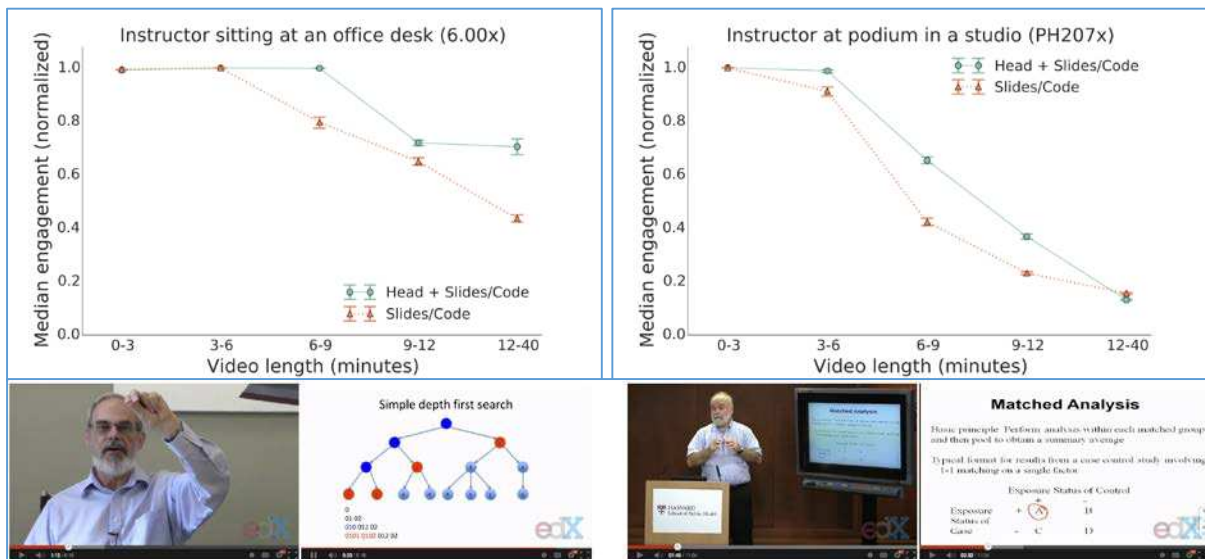 Instructor sitting at an office desk (6.00x)
Median engagement (normalized)
1.0
0.8
0.6
0.4
0.2
0.0
Head + Slides/Code
Slides/Code
0-3
3-6
6-9
9-12
12-40
Video length (minutes)
Instructor at podium in a studio (PH207x)
Median engagement (normalized)
1.0
0.8
0.6
0.4
0.2
0.0
Head + Slides/Code
Slides/Code
0-3
3-6
6-9
9-12
12-40
Video length (minutes)
edX
Simple depth first search
edX
Matched Analysis
HARVARD
edX
Matched Analysis
Basic principle: Perform analysis within each matched group
and then pool to obtain a summary average
Typical format for results from a case control study involving
1-1 matching on a single factor
Exposure Status of Control
+ -
Exposure + A B
Status of
Case - C D
edX